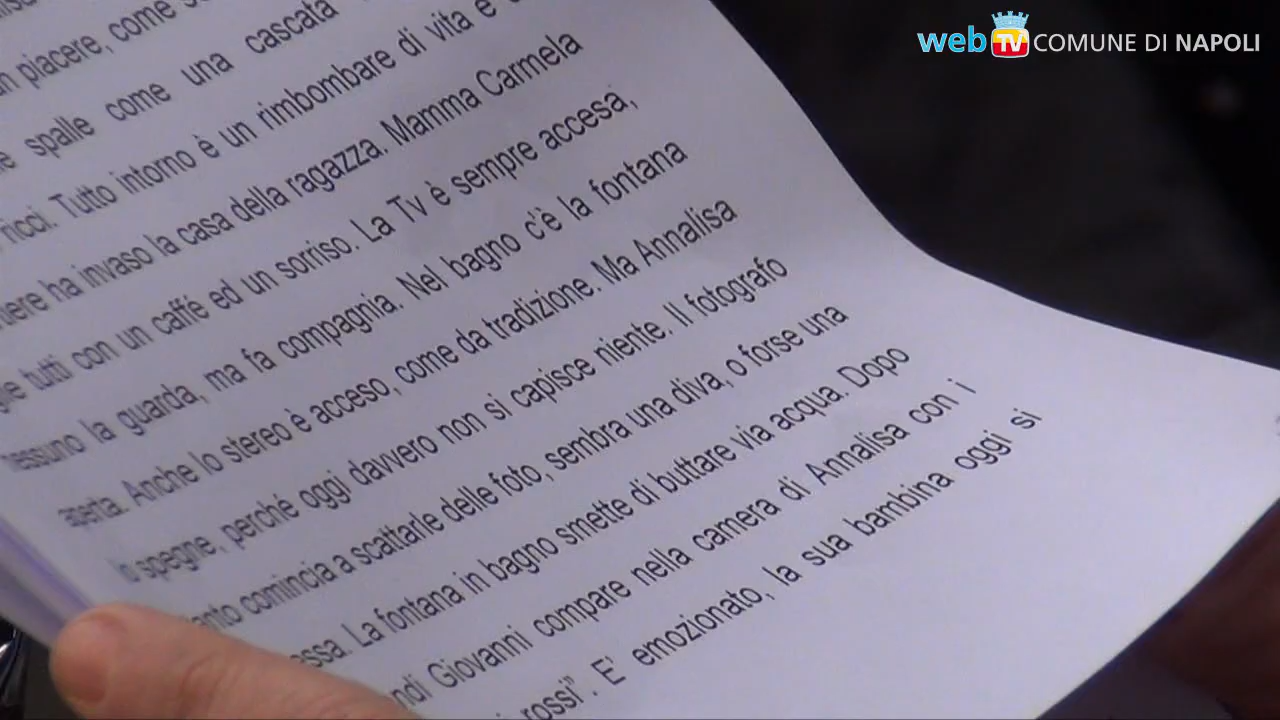 web TV COMUNE DI NAPOLI
un piacere, come
spalle come una cascata
ricci. Tutto intorno è un rimbombare di vita e
ha invaso la casa della ragazza. Mamma Carmela
tutti con un caffè ed un sorriso. La Tv è sempre accesa,
nessuno la guarda, ma fa compagnia. Nel bagno c'è la fontana
aperta. Anche lo stereo è acceso, come da tradizione. Ma Annalisa
lo spegne, perché oggi davvero non si capisce niente. Il fotografo
comincia a scattarle delle foto, sembra una diva, o forse una
La fontana in bagno smette di buttare via acqua. Dopo
Giovanni compare nella camera di Annalisa con i
rossi". E' emozionato, la sua bambina oggi si